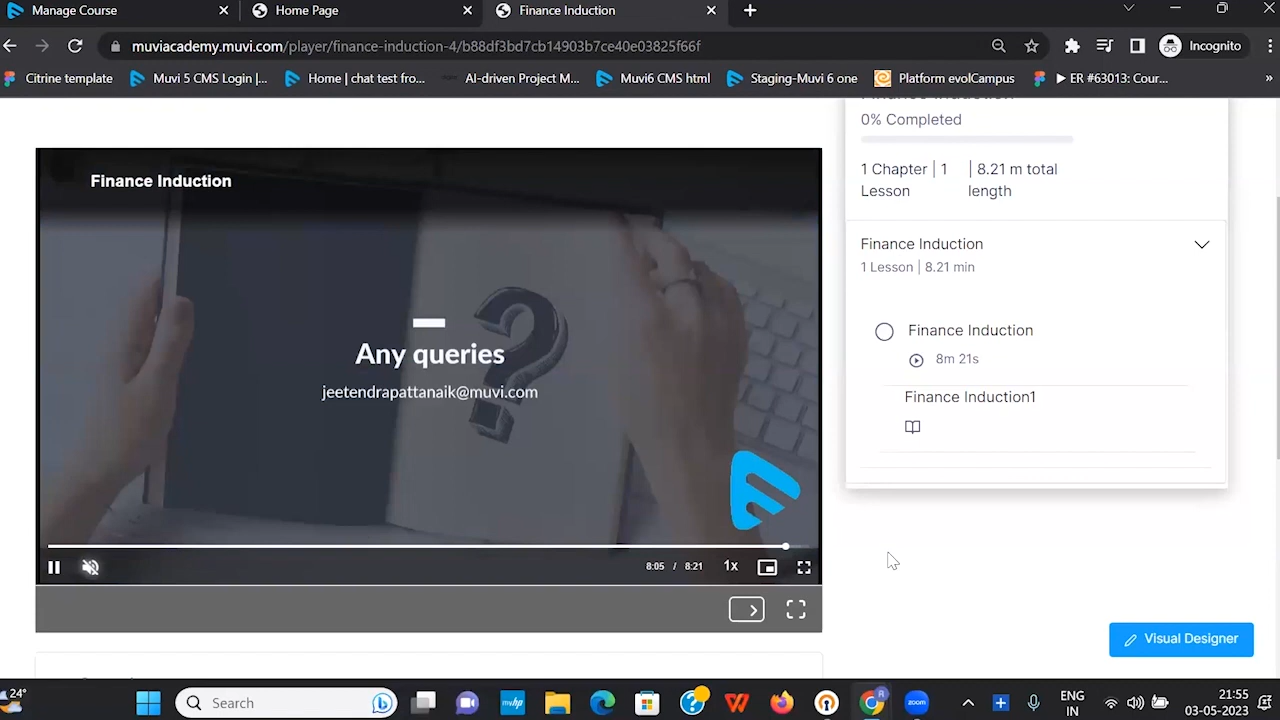 Manage Course
Home Page
Finance Induction
muviacademy.muvi.com/player/finance-induction-4/b88df3bd7cb14903b7ce40e03825f66f
Incognito
Citrine template
Muvi 5 CMS Login |...
Home | chat test fro...
AI-driven Project M...
Muvi6 CMS html
Staging-Muvi 6 one
Platform evolCampus
ER #63013: Cour...
»
Finance Induction
0% Completed
1 Chapter | 1 Lesson
| 8.21 m total length
Finance Induction
1 Lesson | 8.21 min
Finance Induction
8m 21s
Finance Induction1
Finance Induction
Any queries
jeetendrapattanaik@muvi.com
8:05 / 8:21
1x
Visual Designer
24°
Search
ENG
IN
21:55
03-05-2023
zoom